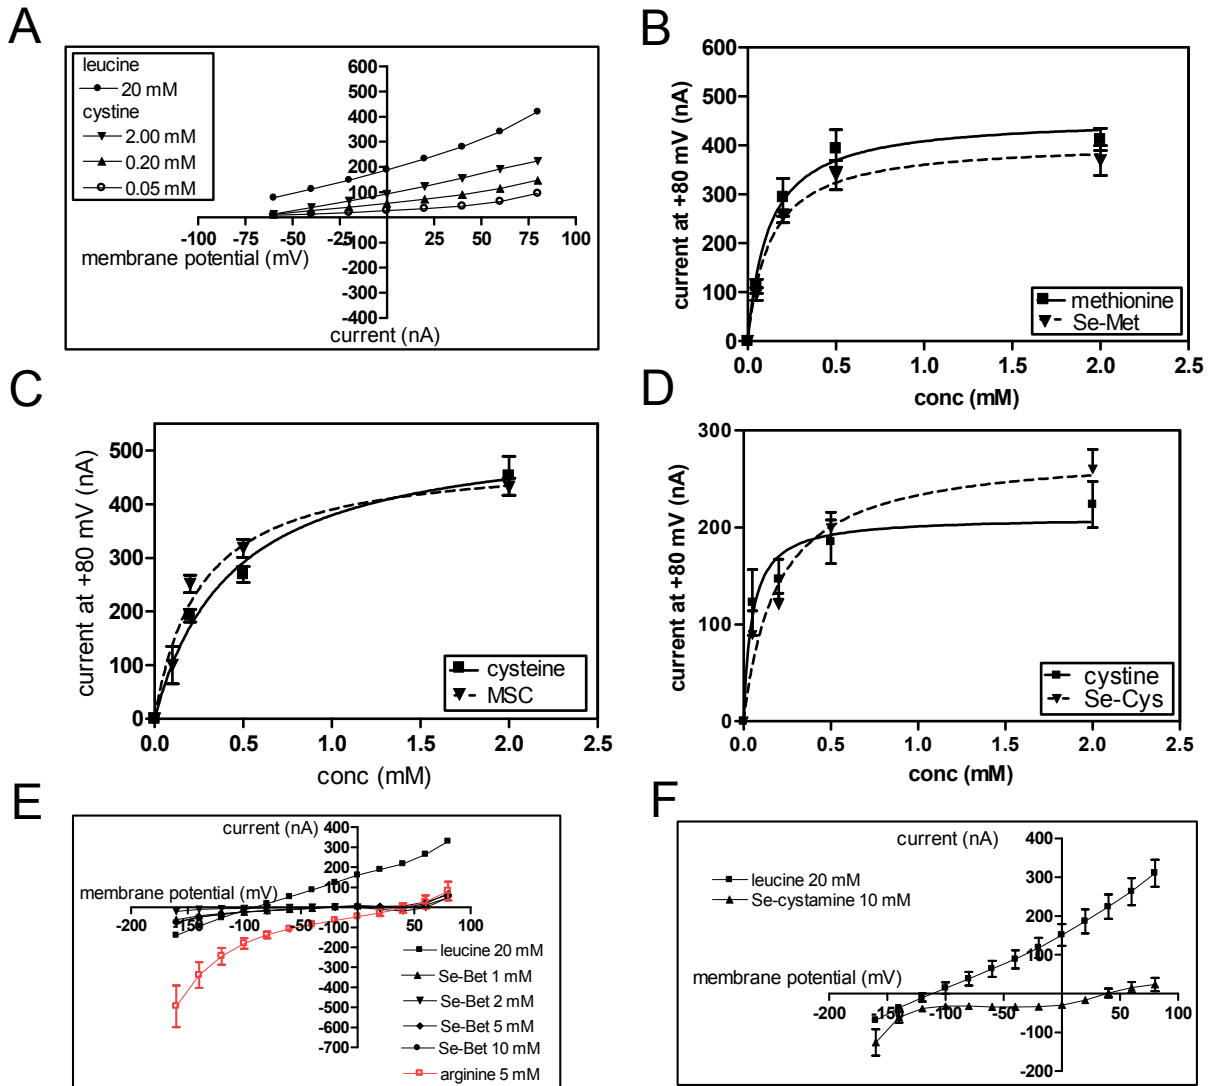 A
leucine
20 mM
cystine
2.00 mM
0.20 mM
0.05 mM
600
500
400
300
200
100
-100
-200
-300
-400
-100 -75 -50 -25 25 50 75 100
membrane potential (mV)
current (nA)
B
current at +80 mV (nA)
600
500
400
300
200
100
0
0.0 0.5 1.0 1.5 2.0 2.5
conc (mM)
methionine
Se-Met
C
current at +80 mV (nA)
500
400
300
200
100
0
0.0 0.5 1.0 1.5 2.0 2.5
conc (mM)
cysteine
MSC
D
current at +80 mV (nA)
300
200
100
0
0.0 0.5 1.0 1.5 2.0 2.5
conc (mM)
cystine
Se-Cys
E
current (nA)
400
300
200
100
-100
-200
-300
-400
-500
-600
-700
membrane potential (mV)
-200 -150 -100 -50 50 100
leucine 20 mM
Se-Bet 1 mM
Se-Bet 2 mM
Se-Bet 5 mM
Se-Bet 10 mM
arginine 5 mM
F
current (nA)
400
300
200
100
-100
-200
leucine 20 mM
Se-cystamine 10 mM
membrane potential (mV)
-200 -100 100